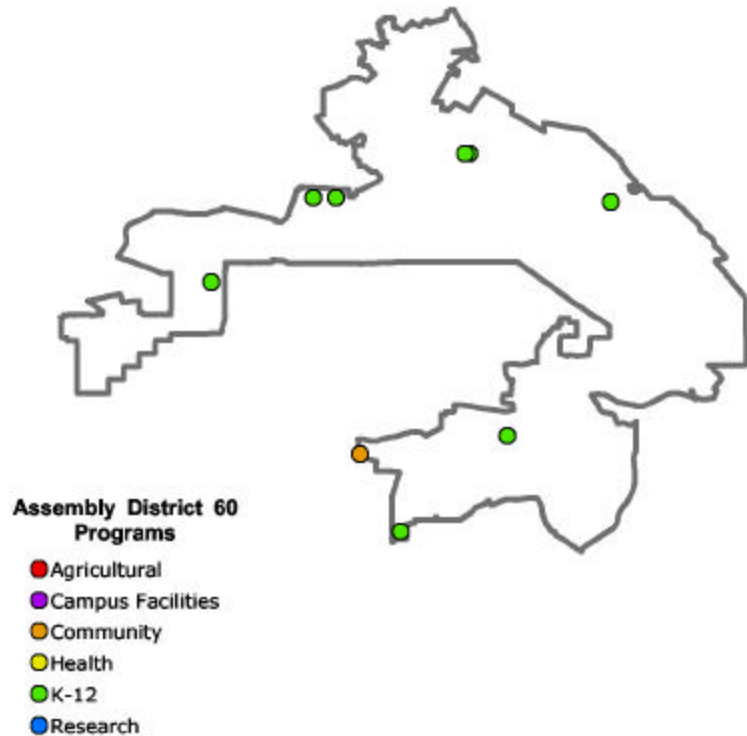 Assembly District 60
Programs
Agricultural
Campus Facilities
Community
Health
K-12
Research